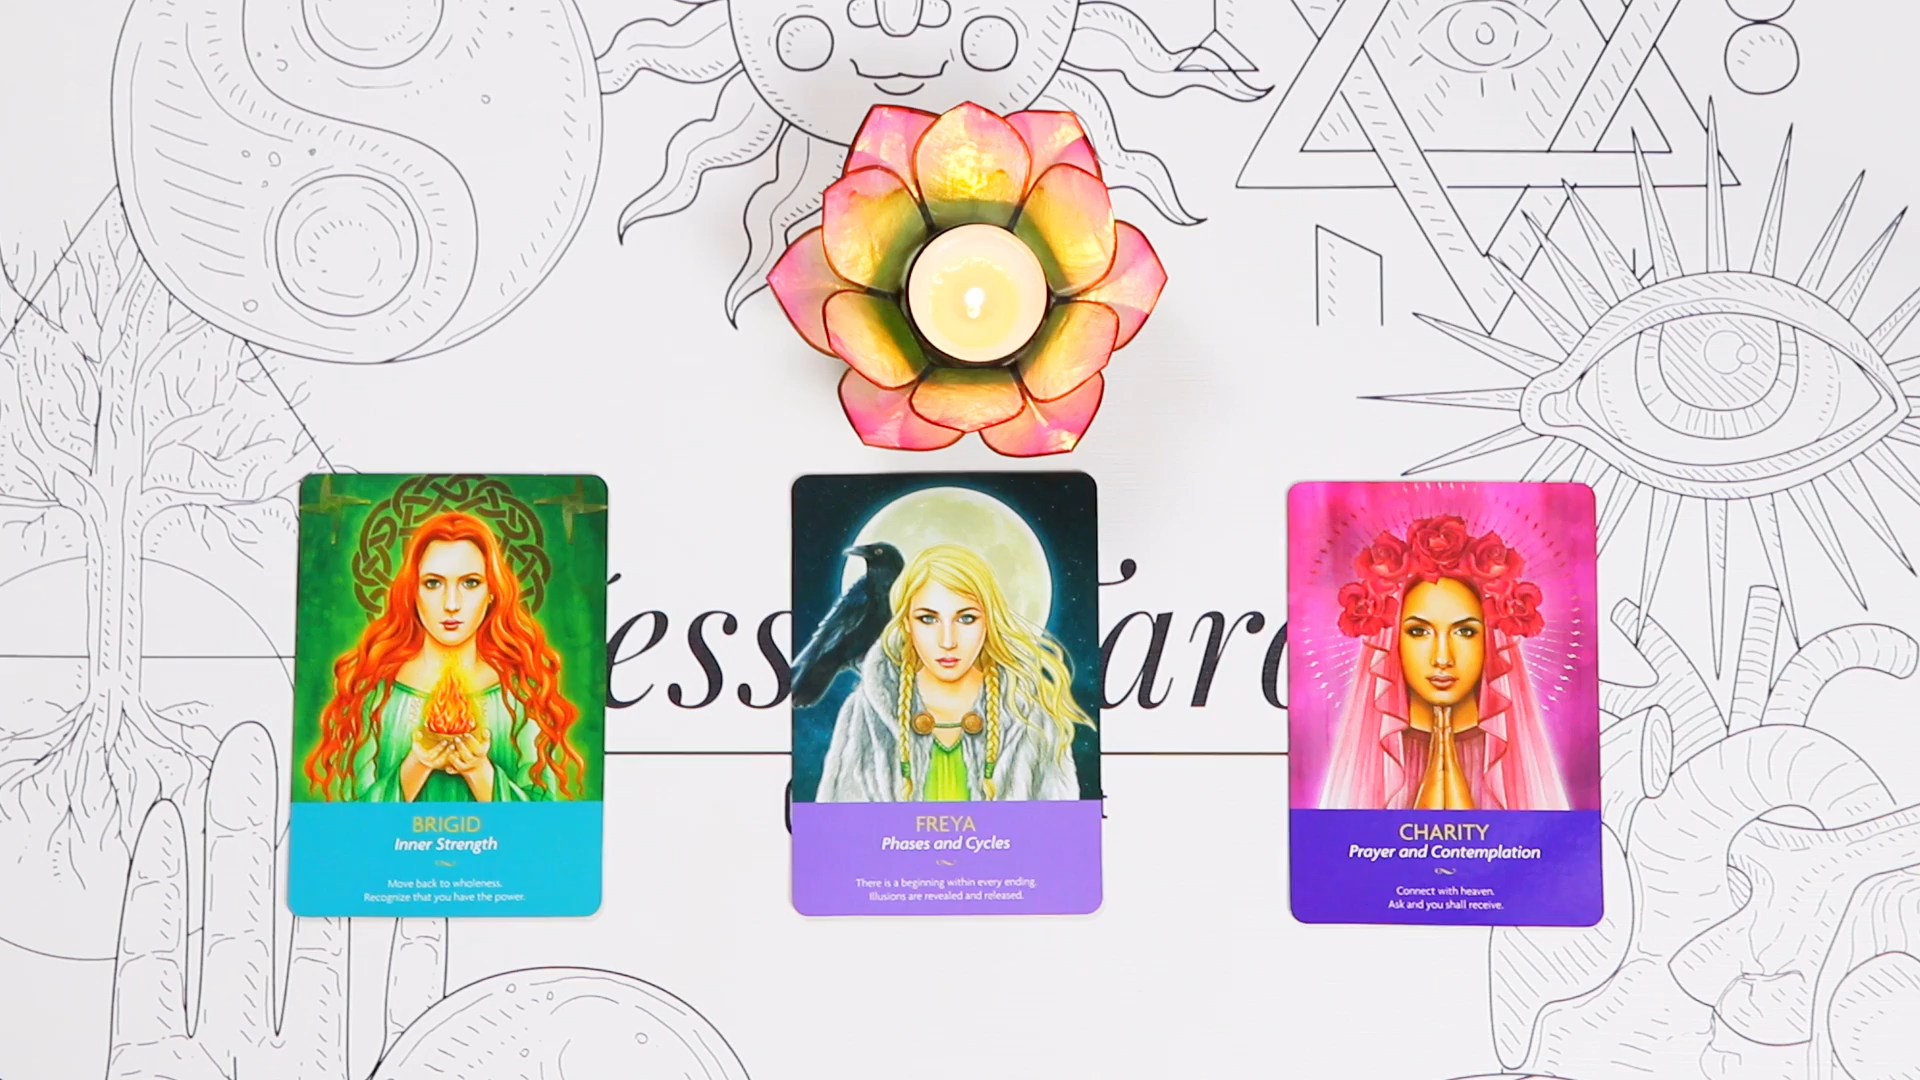 BRIGID
Inner Strength
Move back to wholeness.
Recognize that you have the power.
FREYA
Phases and Cycles
There is a beginning within every ending.
Illusions are revealed and released.
CHARITY
Prayer and Contemplation
Connect with heaven.
Ask and you shall receive.